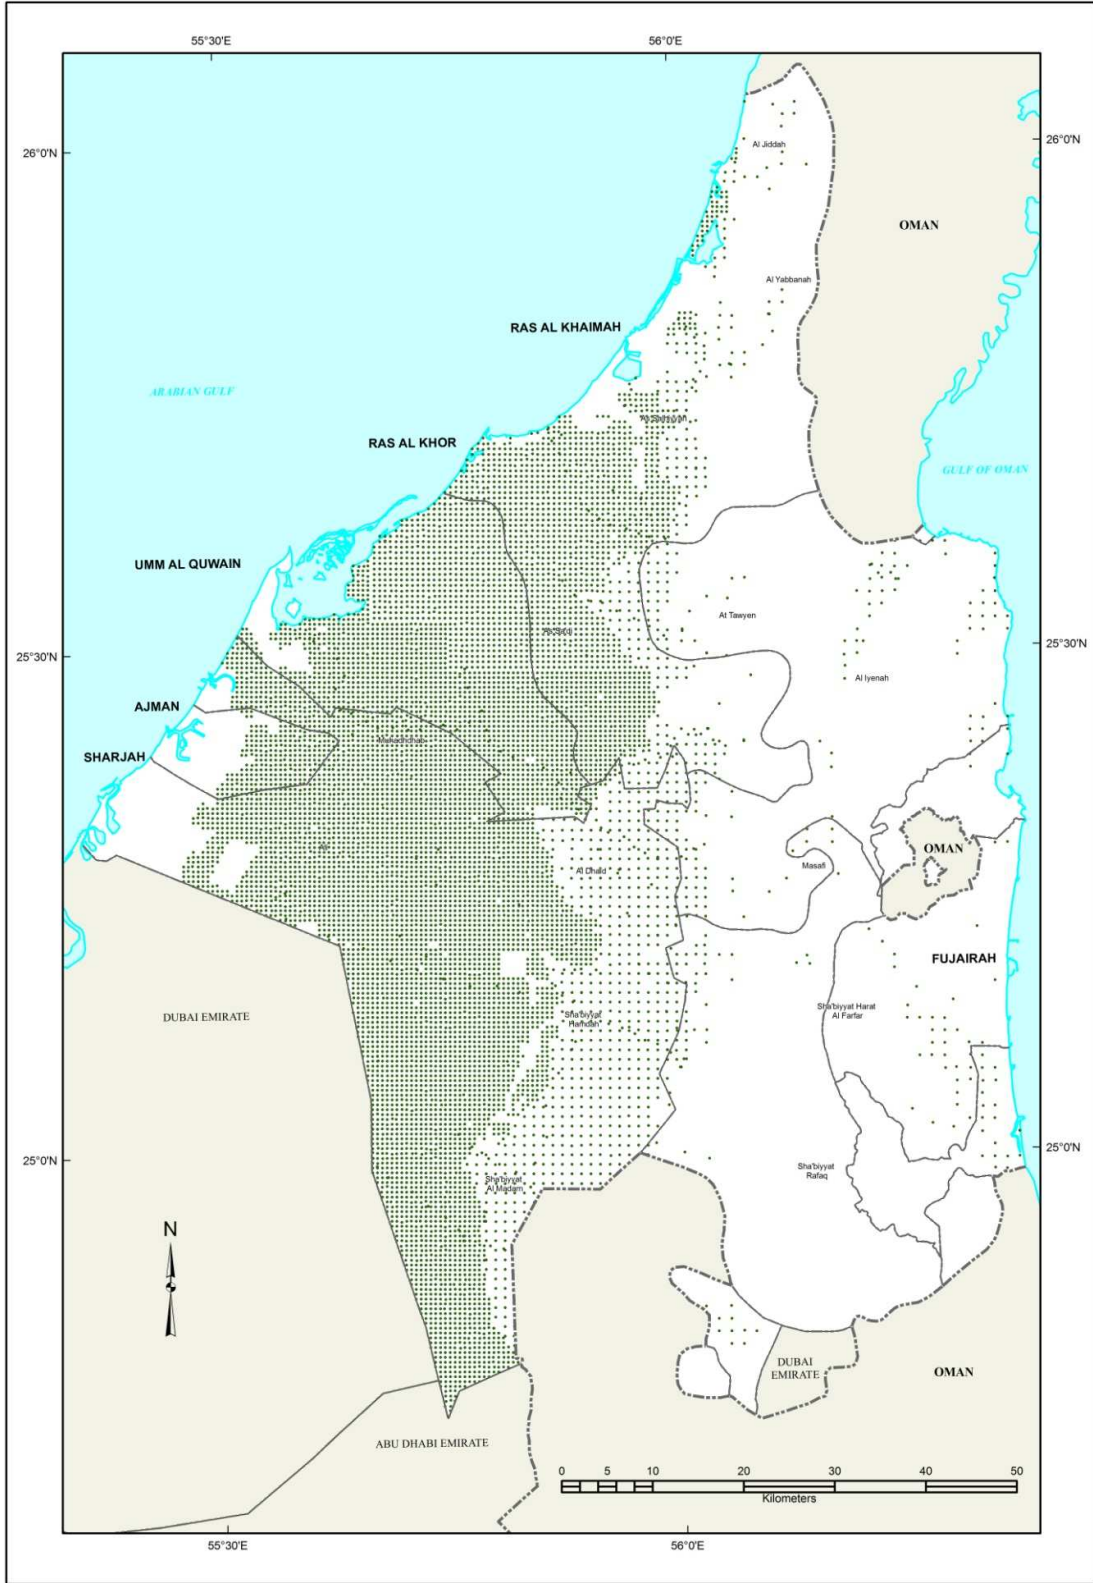 55°30'E
56°0'E
26°0'N
26°0'N
Al Jiddah
OMAN
Al Yabbanah
RAS AL KHAIMAH
ARABIAN GULF
RAS AL KHOR
GULF OF OMAN
UMM AL QUWAIN
At Tawyen
25°30'N
25°30'N
Al Iyenah
AJMAN
SHARJAH
OMAN
Masafi
Al Dhaid
FUJAIRAH
DUBAI EMIRATE
Sha'biyyat
Hamdah
Sha'biyyat Harat
Al Farfar
25°0'N
25°0'N
Sha'biyyat
Rafaq
Sha'biyyat
Al Madam
N
DUBAI
EMIRATE
OMAN
ABU DHABI EMIRATE
0 5 10 20 30 40 50
Kilometers
55°30'E
56°0'E